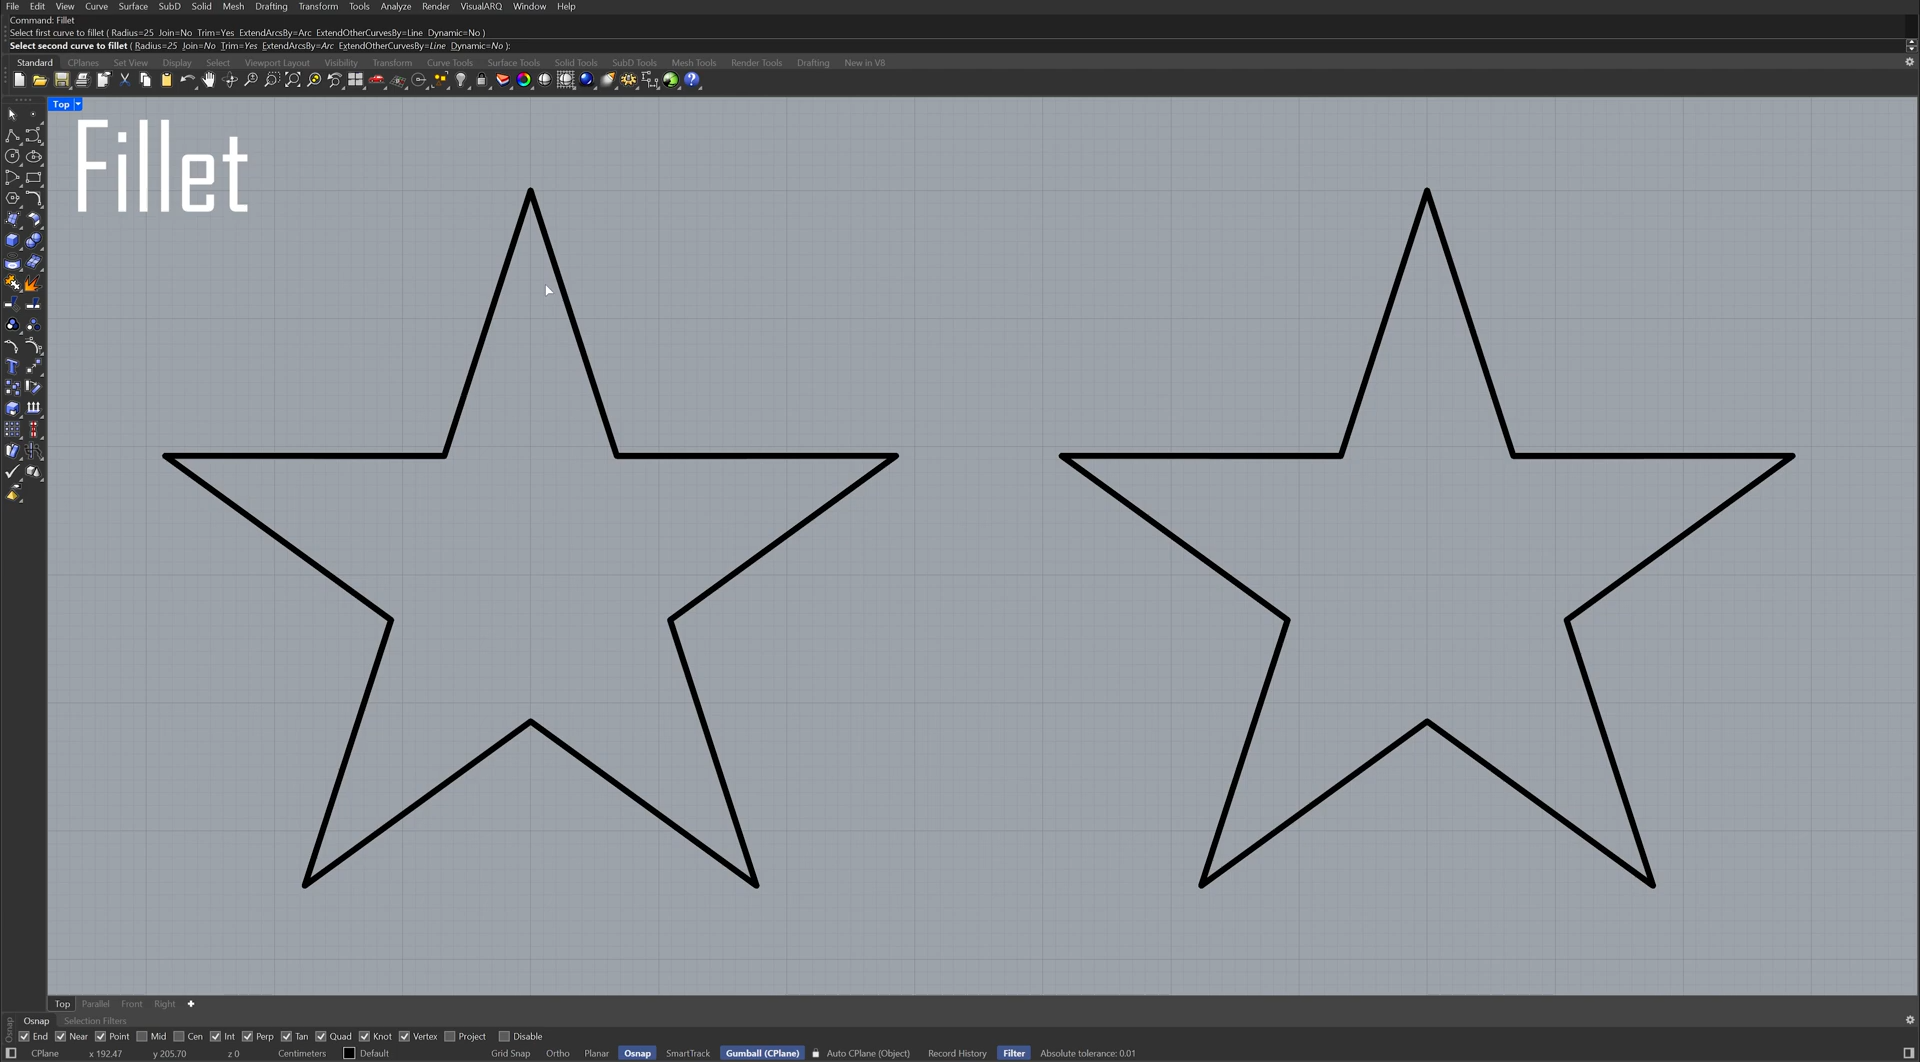 File Edit View Curve Surface SubD Solid Mesh Drafting Transform Tools Analyze Render VisualARQ Window Help
Command: Fillet
Select first curve to fillet ( Radius=25 Join=No Trim=Yes ExtendArcsBy=Arc ExtendOtherCurvesBy=Line Dynamic=No )
Select second curve to fillet ( Radius=25 Join=No Trim=Yes ExtendArcsBy=Arc ExtendOtherCurvesBy=Line Dynamic=No ):
Standard CPlanes Set View Display Select Viewport Layout Visibility Transform Curve Tools Surface Tools Solid Tools SubD Tools Mesh Tools Render Tools Drafting New in V8
Top
Fillet
Top Parallel Front Right
Osnap Selection Filters
Osnap
End Near Point Mid Cen Int Perp Tan Quad Knot Vertex Project Disable
CPlane x 192.47 y 205.70 z 0 Centimeters Default Grid Snap Ortho Planar Osnap SmartTrack Gumball (CPlane) Auto CPlane (Object) Record History Filter Absolute tolerance: 0.01